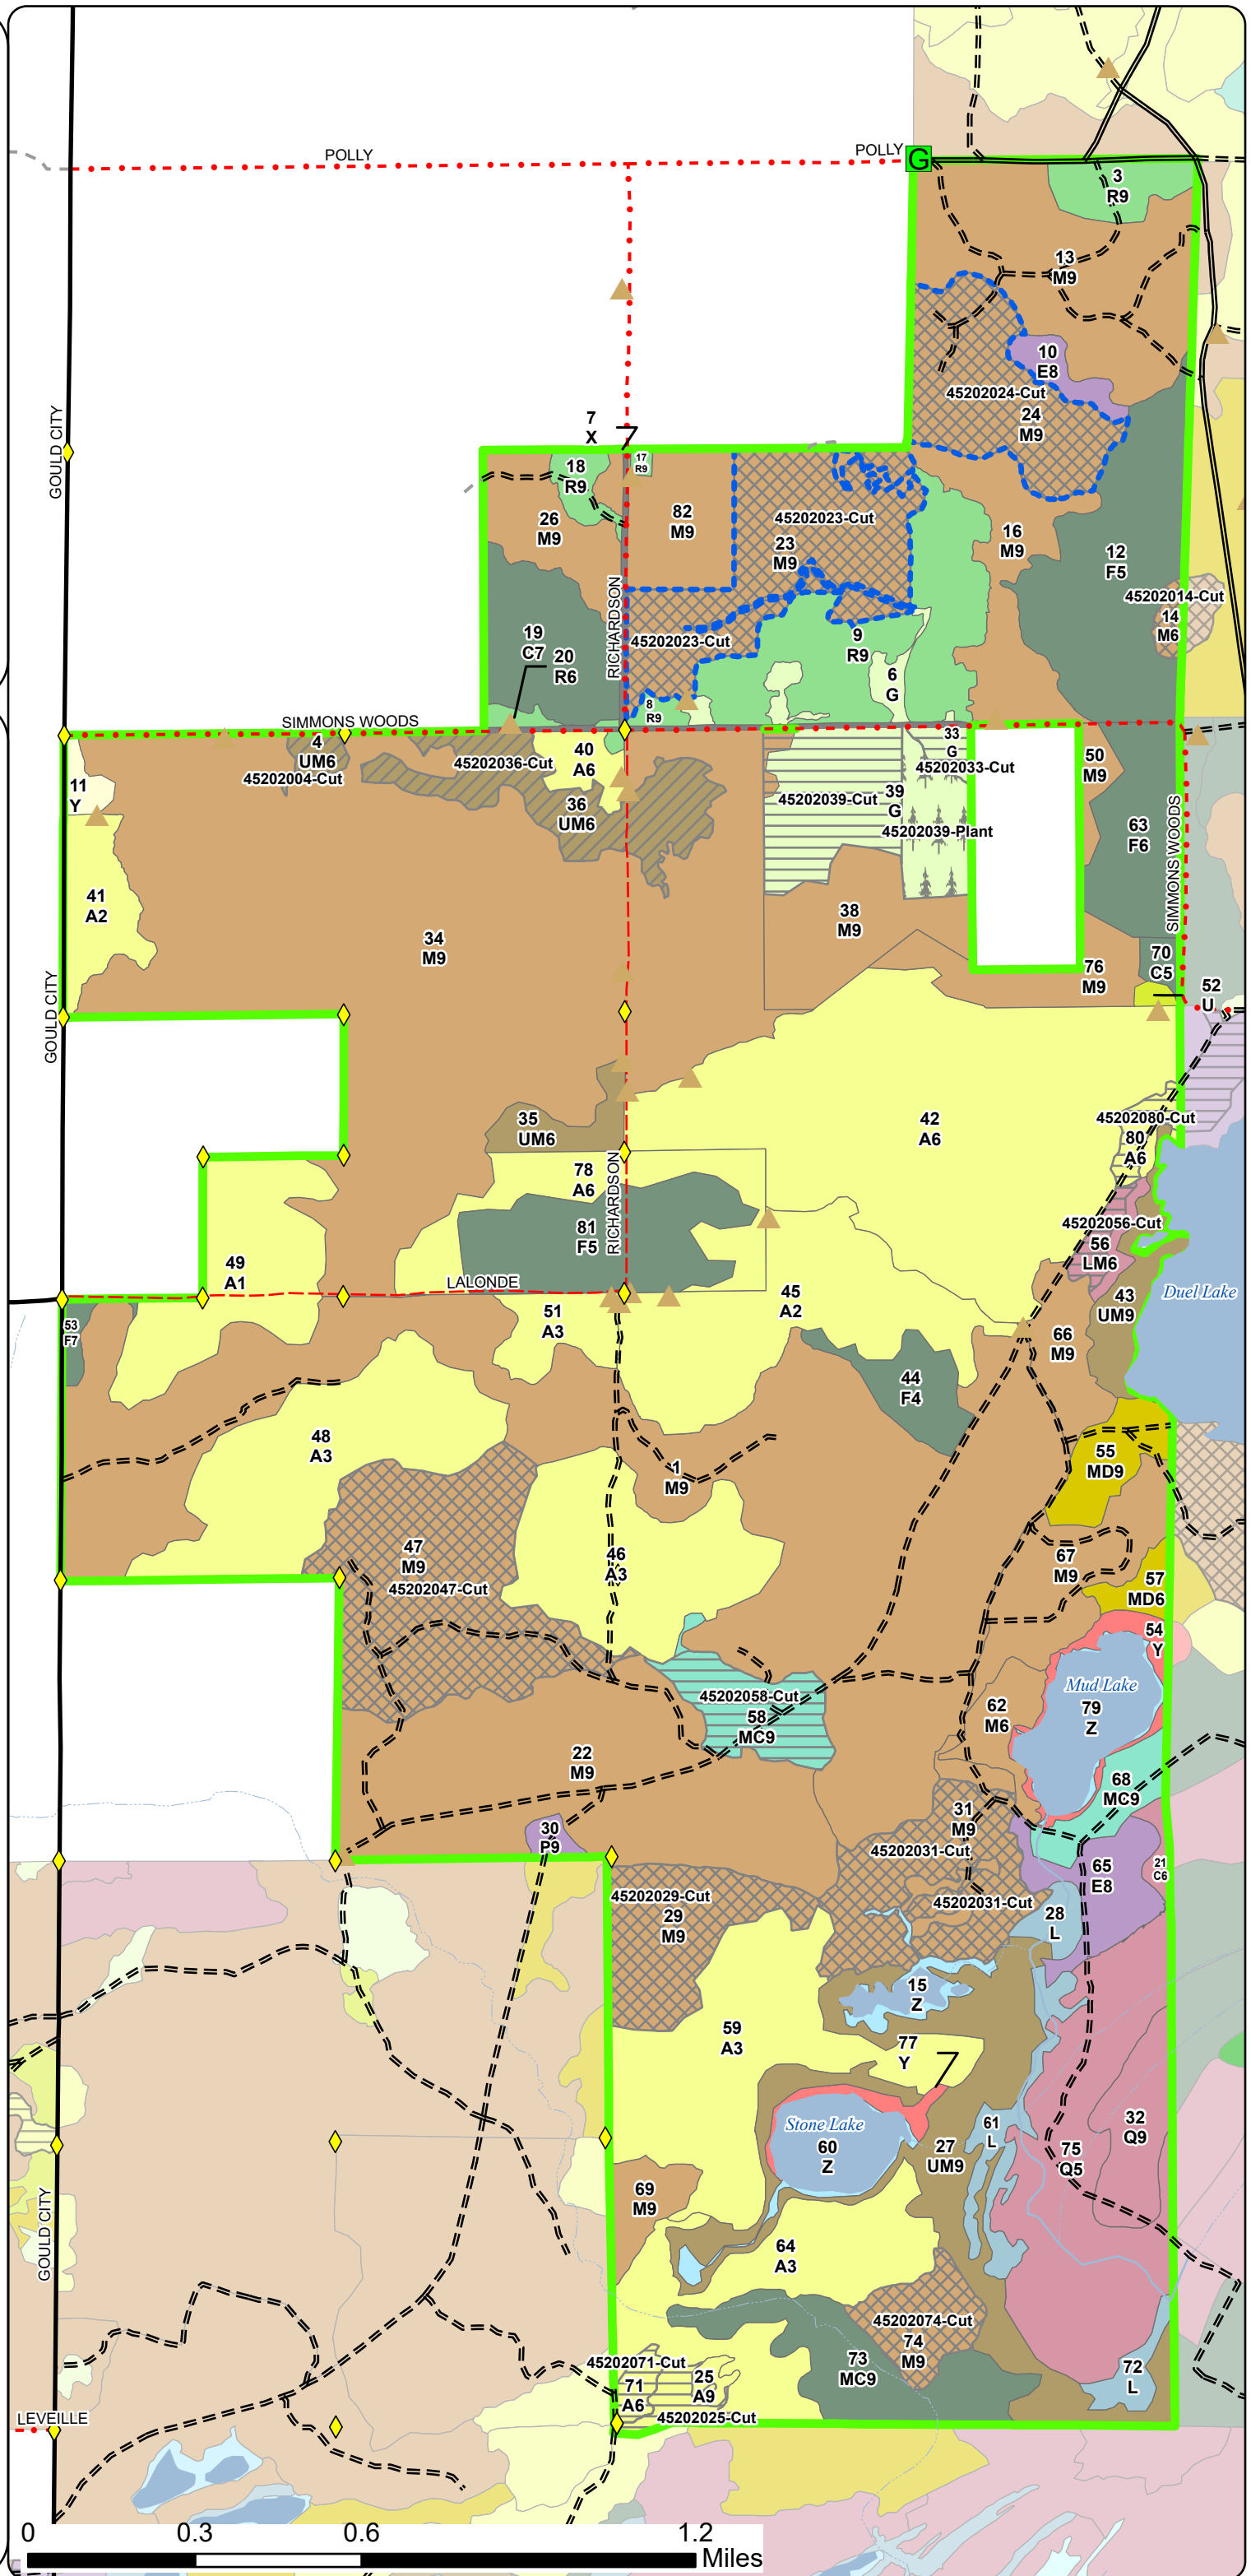 POLLY
POLLY
G
3
R9
13
M9
10
E8
45202024-Cut
24
M9
GOULD CITY
7
X
17
R9
18
R9
26
M9
82
M9
45202023-Cut
23
M9
16
M9
12
F5
45202014-Cut
14
M6
RICHARDSON
19
C7
20
R6
45202023-Cut
9
R9
6
G
8
R9
SIMMONS WOODS
4
UM6
45202004-Cut
45202036-Cut
40
A6
36
UM6
33
G
45202033-Cut
50
M9
11
Y
45202039-Cut
39
G
45202039-Plant
63
F6
SIMMONS WOODS
41
A2
34
M9
38
M9
76
M9
70
C5
52
U
GOULD CITY
35
UM6
42
A6
45202080-Cut
80
A6
78
A6
RICHARDSON
81
F5
45202056-Cut
56
LM6
49
A1
LALONDE
45
A2
43
UM9
Duel Lake
53
F7
51
A3
66
M9
44
F4
48
A3
1
M9
55
MD9
47
M9
45202047-Cut
46
A3
67
M9
57
MD6
54
Y
Mud Lake
79
Z
45202058-Cut
58
MC9
62
M6
22
M9
68
MC9
31
M9
30
P9
45202031-Cut
65
E8
21
C6
45202029-Cut
29
M9
45202031-Cut
28
L
15
Z
59
A3
77
Y
Stone Lake
60
Z
61
L
27
UM9
32
Q9
75
Q5
69
M9
GOULD CITY
64
A3
45202074-Cut
74
M9
45202071-Cut
71
A6
25
A9
73
MC9
72
L
45202025-Cut
LEVEILLE
0 0.3 0.6 1.2
Miles